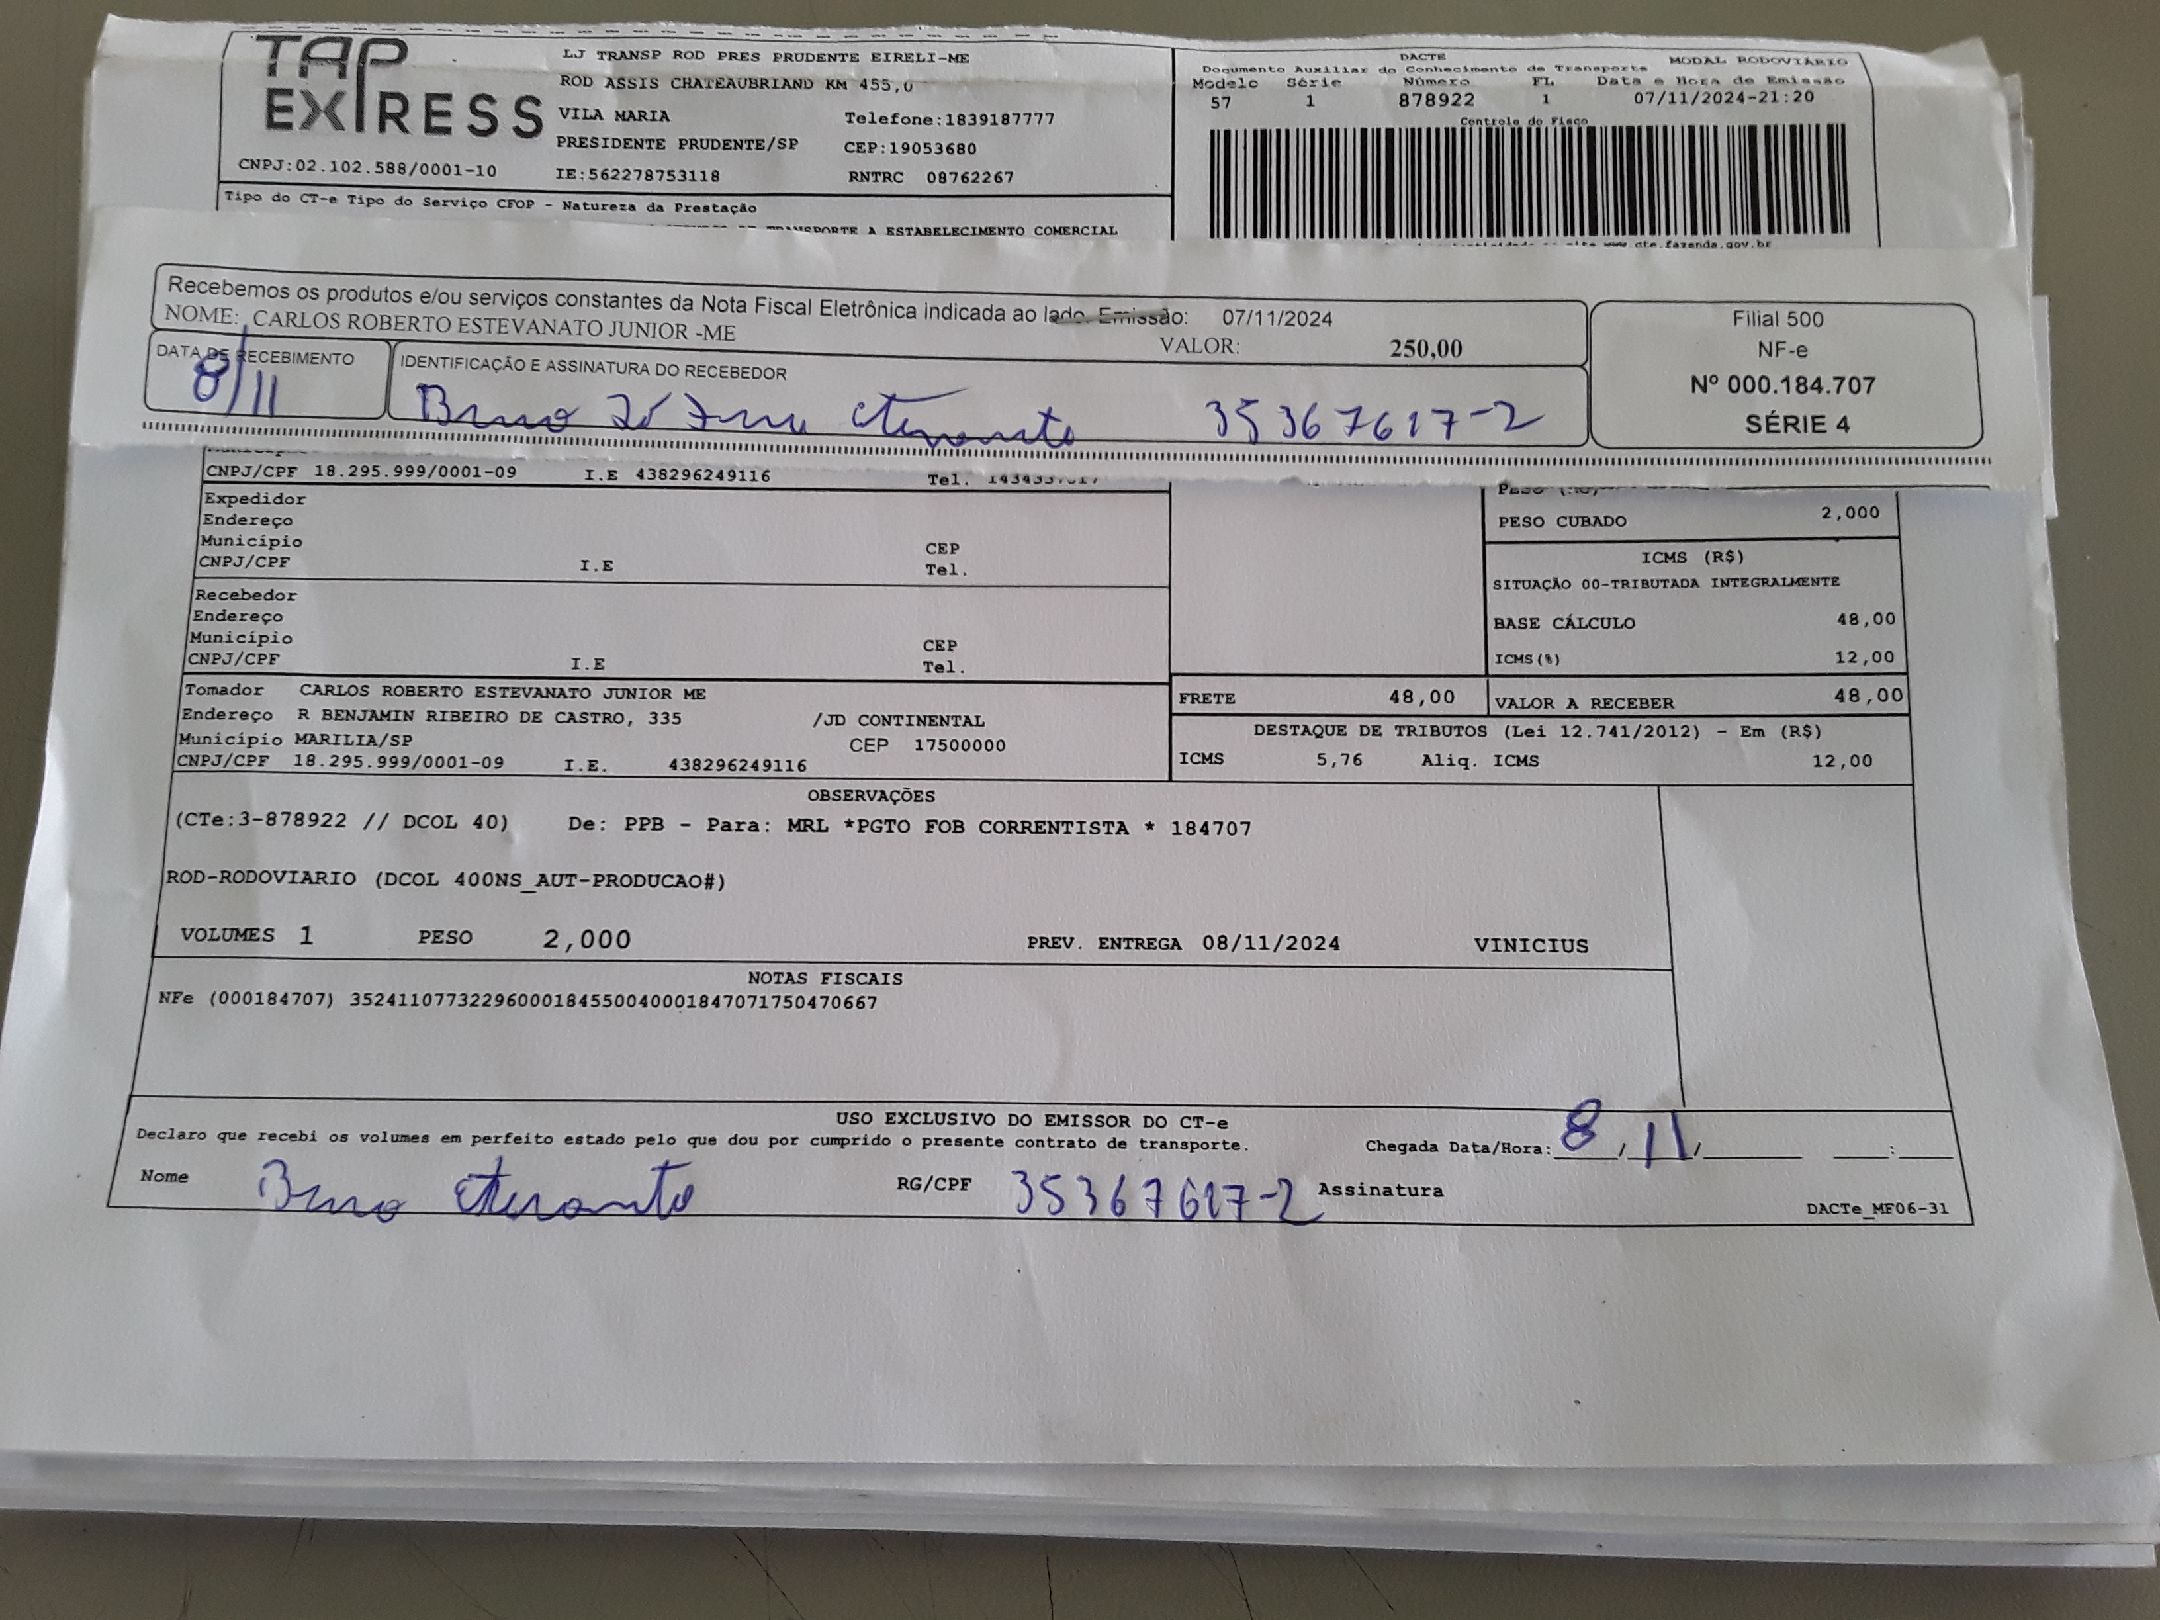 TAP EXPRESS
LJ TRANSP ROD PRES PRUDENTE EIRELI-ME
ROD ASSIS CHATEAUBRIAND KM 455,0
VILA MARIA Telefone:1839187777
PRESIDENTE PRUDENTE/SP CEP:19053680
CNPJ:02.102.588/0001-10 IE:562278753118 RNTRC 08762267
DACTE MODAL RODOVIÁRIO
Documento Auxiliar do Conhecimento de Transporte
Modelo Série Número FL Data e Hora de Emissão
57 1 878922 1 07/11/2024-21:20
Controle do Fisco
Tipo do CT-e Tipo do Serviço CFOP - Natureza da Prestação
TRANSPORTE A ESTABELECIMENTO COMERCIAL
www.cte.fazenda.gov.br
Recebemos os produtos e/ou serviços constantes da Nota Fiscal Eletrônica indicada ao lado. Emissão: 07/11/2024
NOME: CARLOS ROBERTO ESTEVANATO JUNIOR -ME VALOR: 250,00
DATA DE RECEBIMENTO IDENTIFICAÇÃO E ASSINATURA DO RECEBEDOR
8/11 Bruno 35367617-2
Filial 500
NF-e
Nº 000.184.707
SÉRIE 4
CNPJ/CPF 18.295.999/0001-09 I.E 438296249116 Tel.
Expedidor
Endereço
Município CEP
CNPJ/CPF I.E Tel.
Recebedor
Endereço
Município CEP
CNPJ/CPF I.E Tel.
PESO CUBADO 2,000
ICMS (R$)
SITUAÇÃO 00-TRIBUTADA INTEGRALMENTE
BASE CÁLCULO 48,00
ICMS(%) 12,00
Tomador CARLOS ROBERTO ESTEVANATO JUNIOR ME
Endereço R BENJAMIN RIBEIRO DE CASTRO, 335 /JD CONTINENTAL
Município MARILIA/SP CEP 17500000
CNPJ/CPF 18.295.999/0001-09 I.E. 438296249116
FRETE 48,00 VALOR A RECEBER 48,00
DESTAQUE DE TRIBUTOS (Lei 12.741/2012) - Em (R$)
ICMS 5,76 Aliq. ICMS 12,00
OBSERVAÇÕES
(CTe:3-878922 // DCOL 40) De: PPB - Para: MRL *PGTO FOB CORRENTISTA * 184707
ROD-RODOVIARIO (DCOL 400NS_AUT-PRODUCAO#)
VOLUMES 1 PESO 2,000 PREV. ENTREGA 08/11/2024 VINICIUS
NOTAS FISCAIS
NFe (000184707) 35241107732296000184550040001847071750470667
USO EXCLUSIVO DO EMISSOR DO CT-e
Declaro que recebi os volumes em perfeito estado pelo que dou por cumprido o presente contrato de transporte. Chegada Data/Hora: 8/11/ :
Nome Bruno Estevanato RG/CPF 35367617-2 Assinatura
DACTe_MF06-31